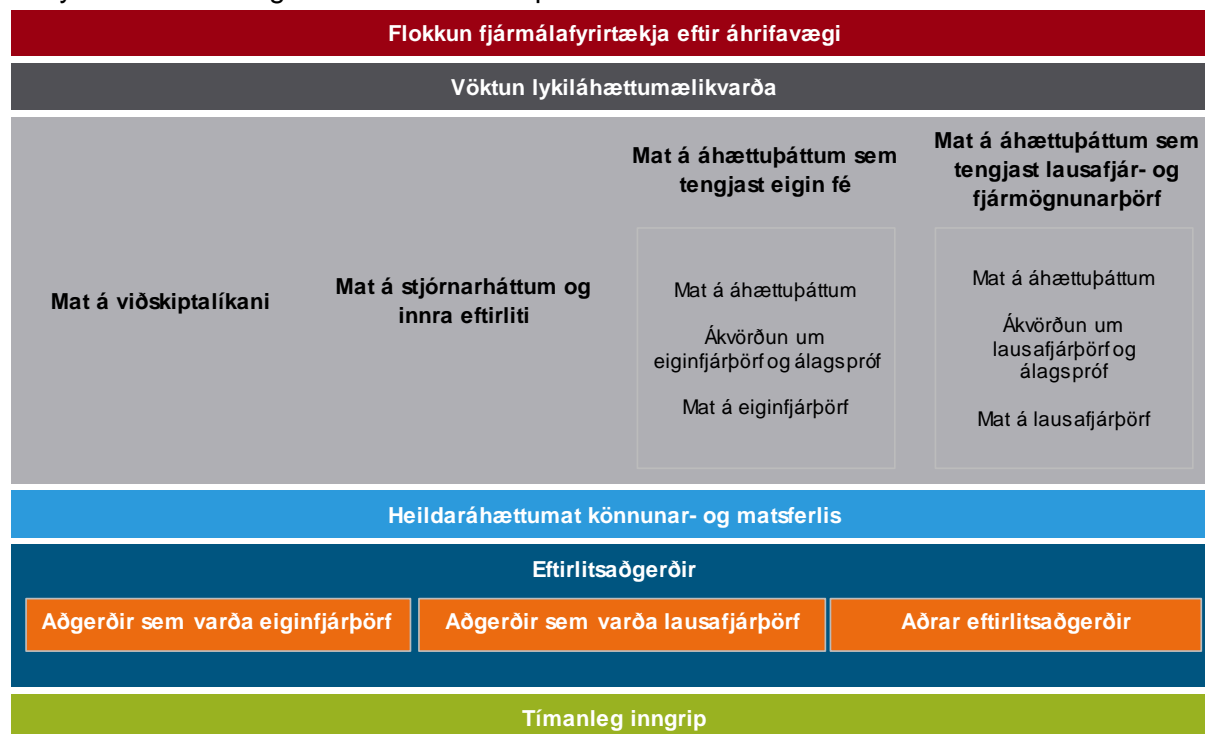 Flokkun fjármálafyrirtækja eftir áhrifavægi
Vöktun lykiláhættumælikvarða
Mat á viðskiptalíkani
Mat á stjórnarháttum og
innra eftirliti
Mat á áhættuþáttum sem
tengjast eigin fé
Mat á áhættuþáttum
Ákvörðun um
eiginfjárþörf og álagspróf
Mat á eiginfjárþörf
Mat á áhættuþáttum sem
tengjast lausafjár- og
fjármögnunarþörf
Mat á áhættuþáttum
Ákvörðun um
lausafjárþörf og
álagspróf
Mat á lausafjárþörf
Heildaráhættumat könnunar- og matsferlis
Eftirlitsaðgerðir
Aðgerðir sem varða eiginfjárþörf
Aðgerðir sem varða lausafjárþörf
Aðrar eftirlitsaðgerðir
Tímanleg inngrip